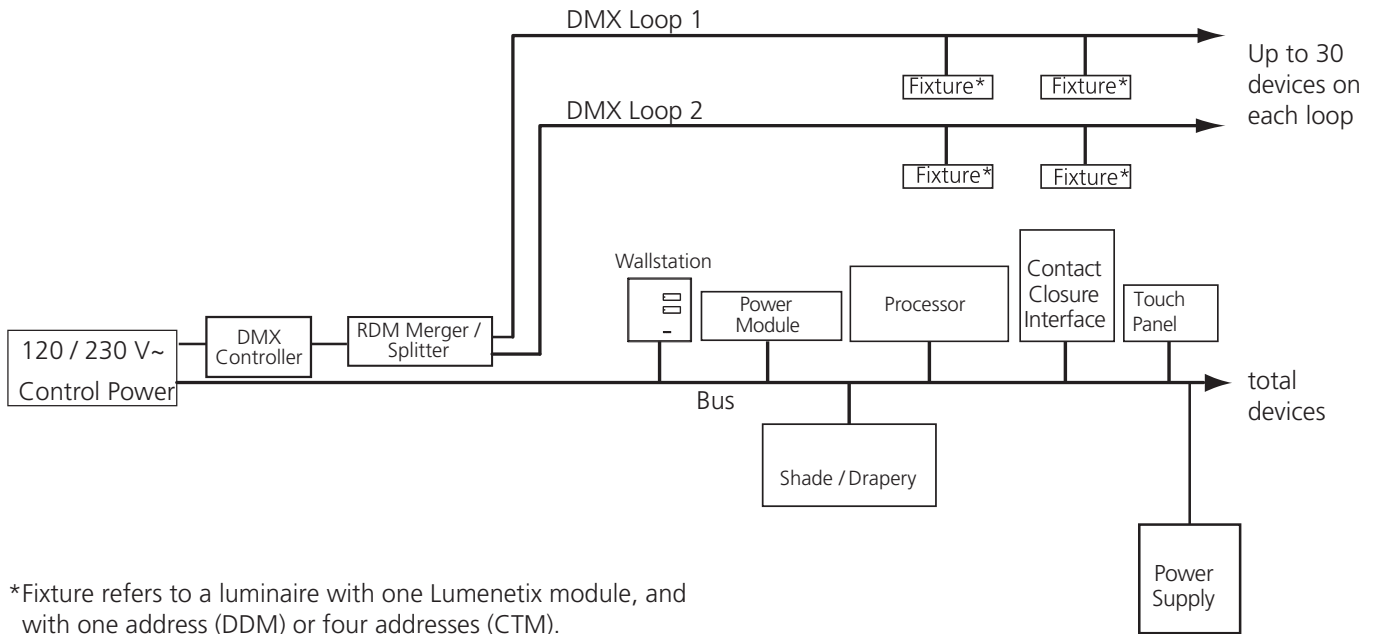 DMX Loop 1
Fixture*
Fixture*
Up to 30
devices on
each loop
DMX Loop 2
Fixture*
Fixture*
Wallstation
Power
Module
Processor
Contact
Closure
Interface
Touch
Panel
120 / 230 V~
Control Power
DMX
Controller
RDM Merger /
Splitter
Bus
total
devices
Shade / Drapery
Power
Supply
*Fixture refers to a luminaire with one Lumenetix module, and
with one address (DDM) or four addresses (CTM).